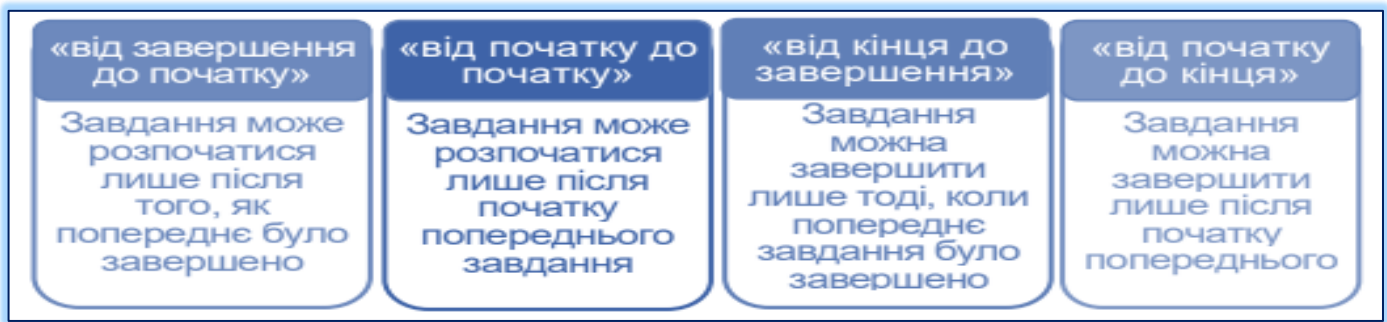 «від завершення
до початку»
Завдання може
розпочатися
лише після
того, як
попереднє було
завершено
«від початку до
початку»
Завдання може
розпочатися
лише після
початку
попереднього
завдання
«від кінця до
завершення»
Завдання
можна
завершити
лише тоді, коли
попереднє
завдання було
завершено
«від початку
до кінця»
Завдання
можна
завершити
лише після
початку
попереднього